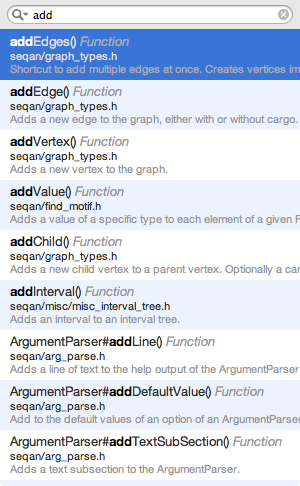 add
addEdges() Function
seqan/graph_types.h
Shortcut to add multiple edges at once. Creates vertices im
addEdge() Function
seqan/graph_types.h
Adds a new edge to the graph, either with or without cargo.
addVertex() Function
seqan/graph_types.h
Adds a new vertex to the graph.
addValue() Function
seqan/find_motif.h
Adds a value of a specific type to each element of a given F
addChild() Function
seqan/graph_types.h
Adds a new child vertex to a parent vertex. Optionally a car
addInterval() Function
seqan/misc/misc_interval_tree.h
Adds an interval to an interval tree.
ArgumentParser#addLine() Function
seqan/arg_parse.h
Adds a line of text to the help output of the ArgumentParser
ArgumentParser#addDefaultValue() Function
seqan/arg_parse.h
Add to the default values of an option of an ArgumentParser
ArgumentParser#addTextSubSection() Function
seqan/arg_parse.h
Adds a text subsection to the ArgumentParser.